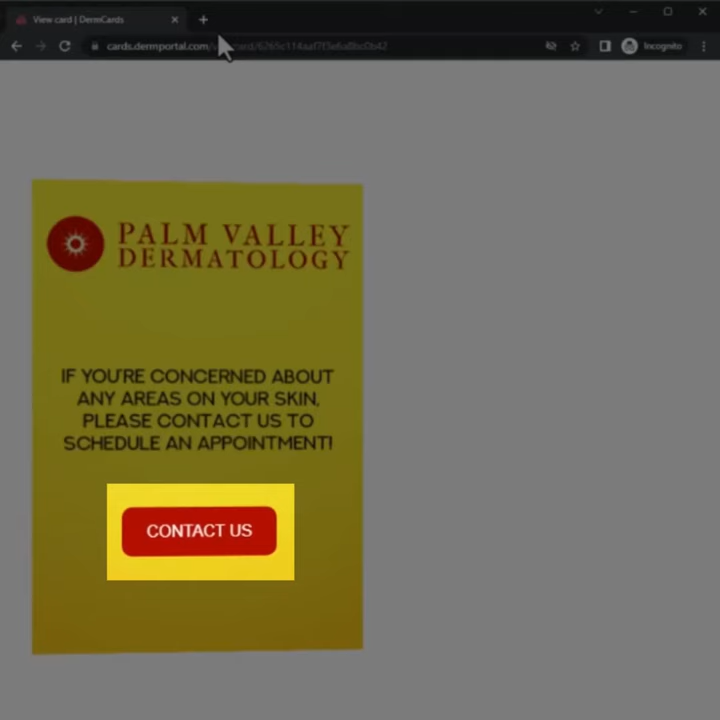 View card | DermCards
cards.dermportal.com
Incognito
PALM VALLEY
DERMATOLOGY
IF YOU'RE CONCERNED ABOUT
ANY AREAS ON YOUR SKIN,
PLEASE CONTACT US TO
SCHEDULE AN APPOINTMENT!
CONTACT US